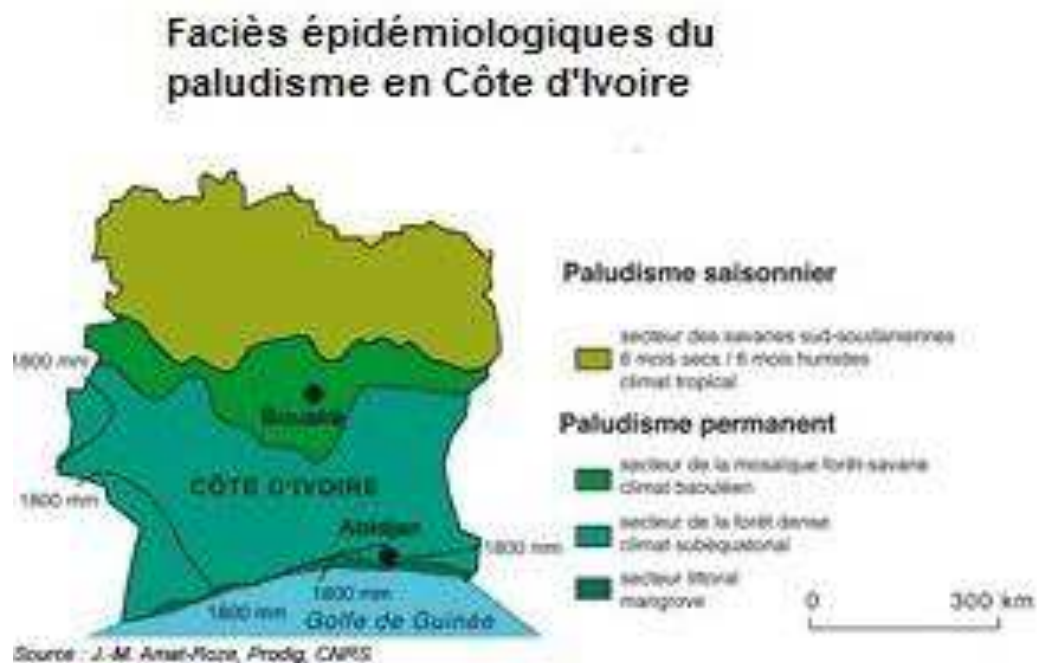 Faciès épidémiologiques du
paludisme en Côte d'Ivoire
Paludisme saisonnier
secteur des savanes sud-soudaniennes
6 mois secs / 6 mois humides
climat tropical
Paludisme permanent
secteur de la mosaïque forêt-savane
climat baouléen
secteur de la forêt dense
climat subéquatorial
secteur littoral
mangrove
0 300 km
1800 mm
Bouaké
1800 mm
CÔTE D'IVOIRE
Abidjan
1800 mm
1800 mm
1800 mm
Golfe de Guinée
Source : J.-M. Amat-Roze, Prodig, CNRS